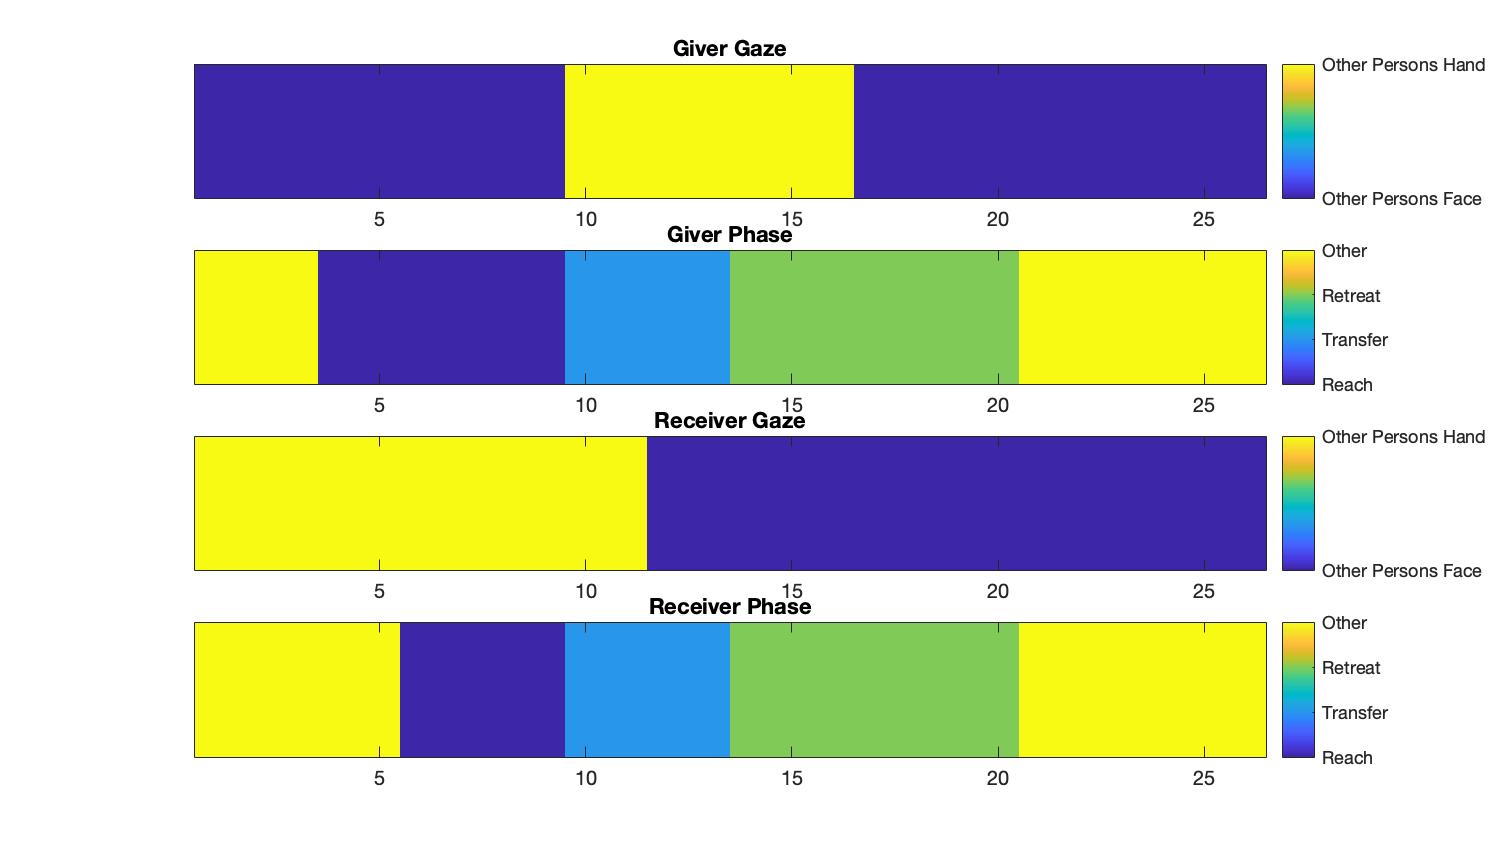 Giver Gaze
Other Persons Hand
Other Persons Face
5 10 15 20 25
Giver Phase
Other
Retreat
Transfer
Reach
5 10 15 20 25
Receiver Gaze
Other Persons Hand
Other Persons Face
5 10 15 20 25
Receiver Phase
Other
Retreat
Transfer
Reach
5 10 15 20 25